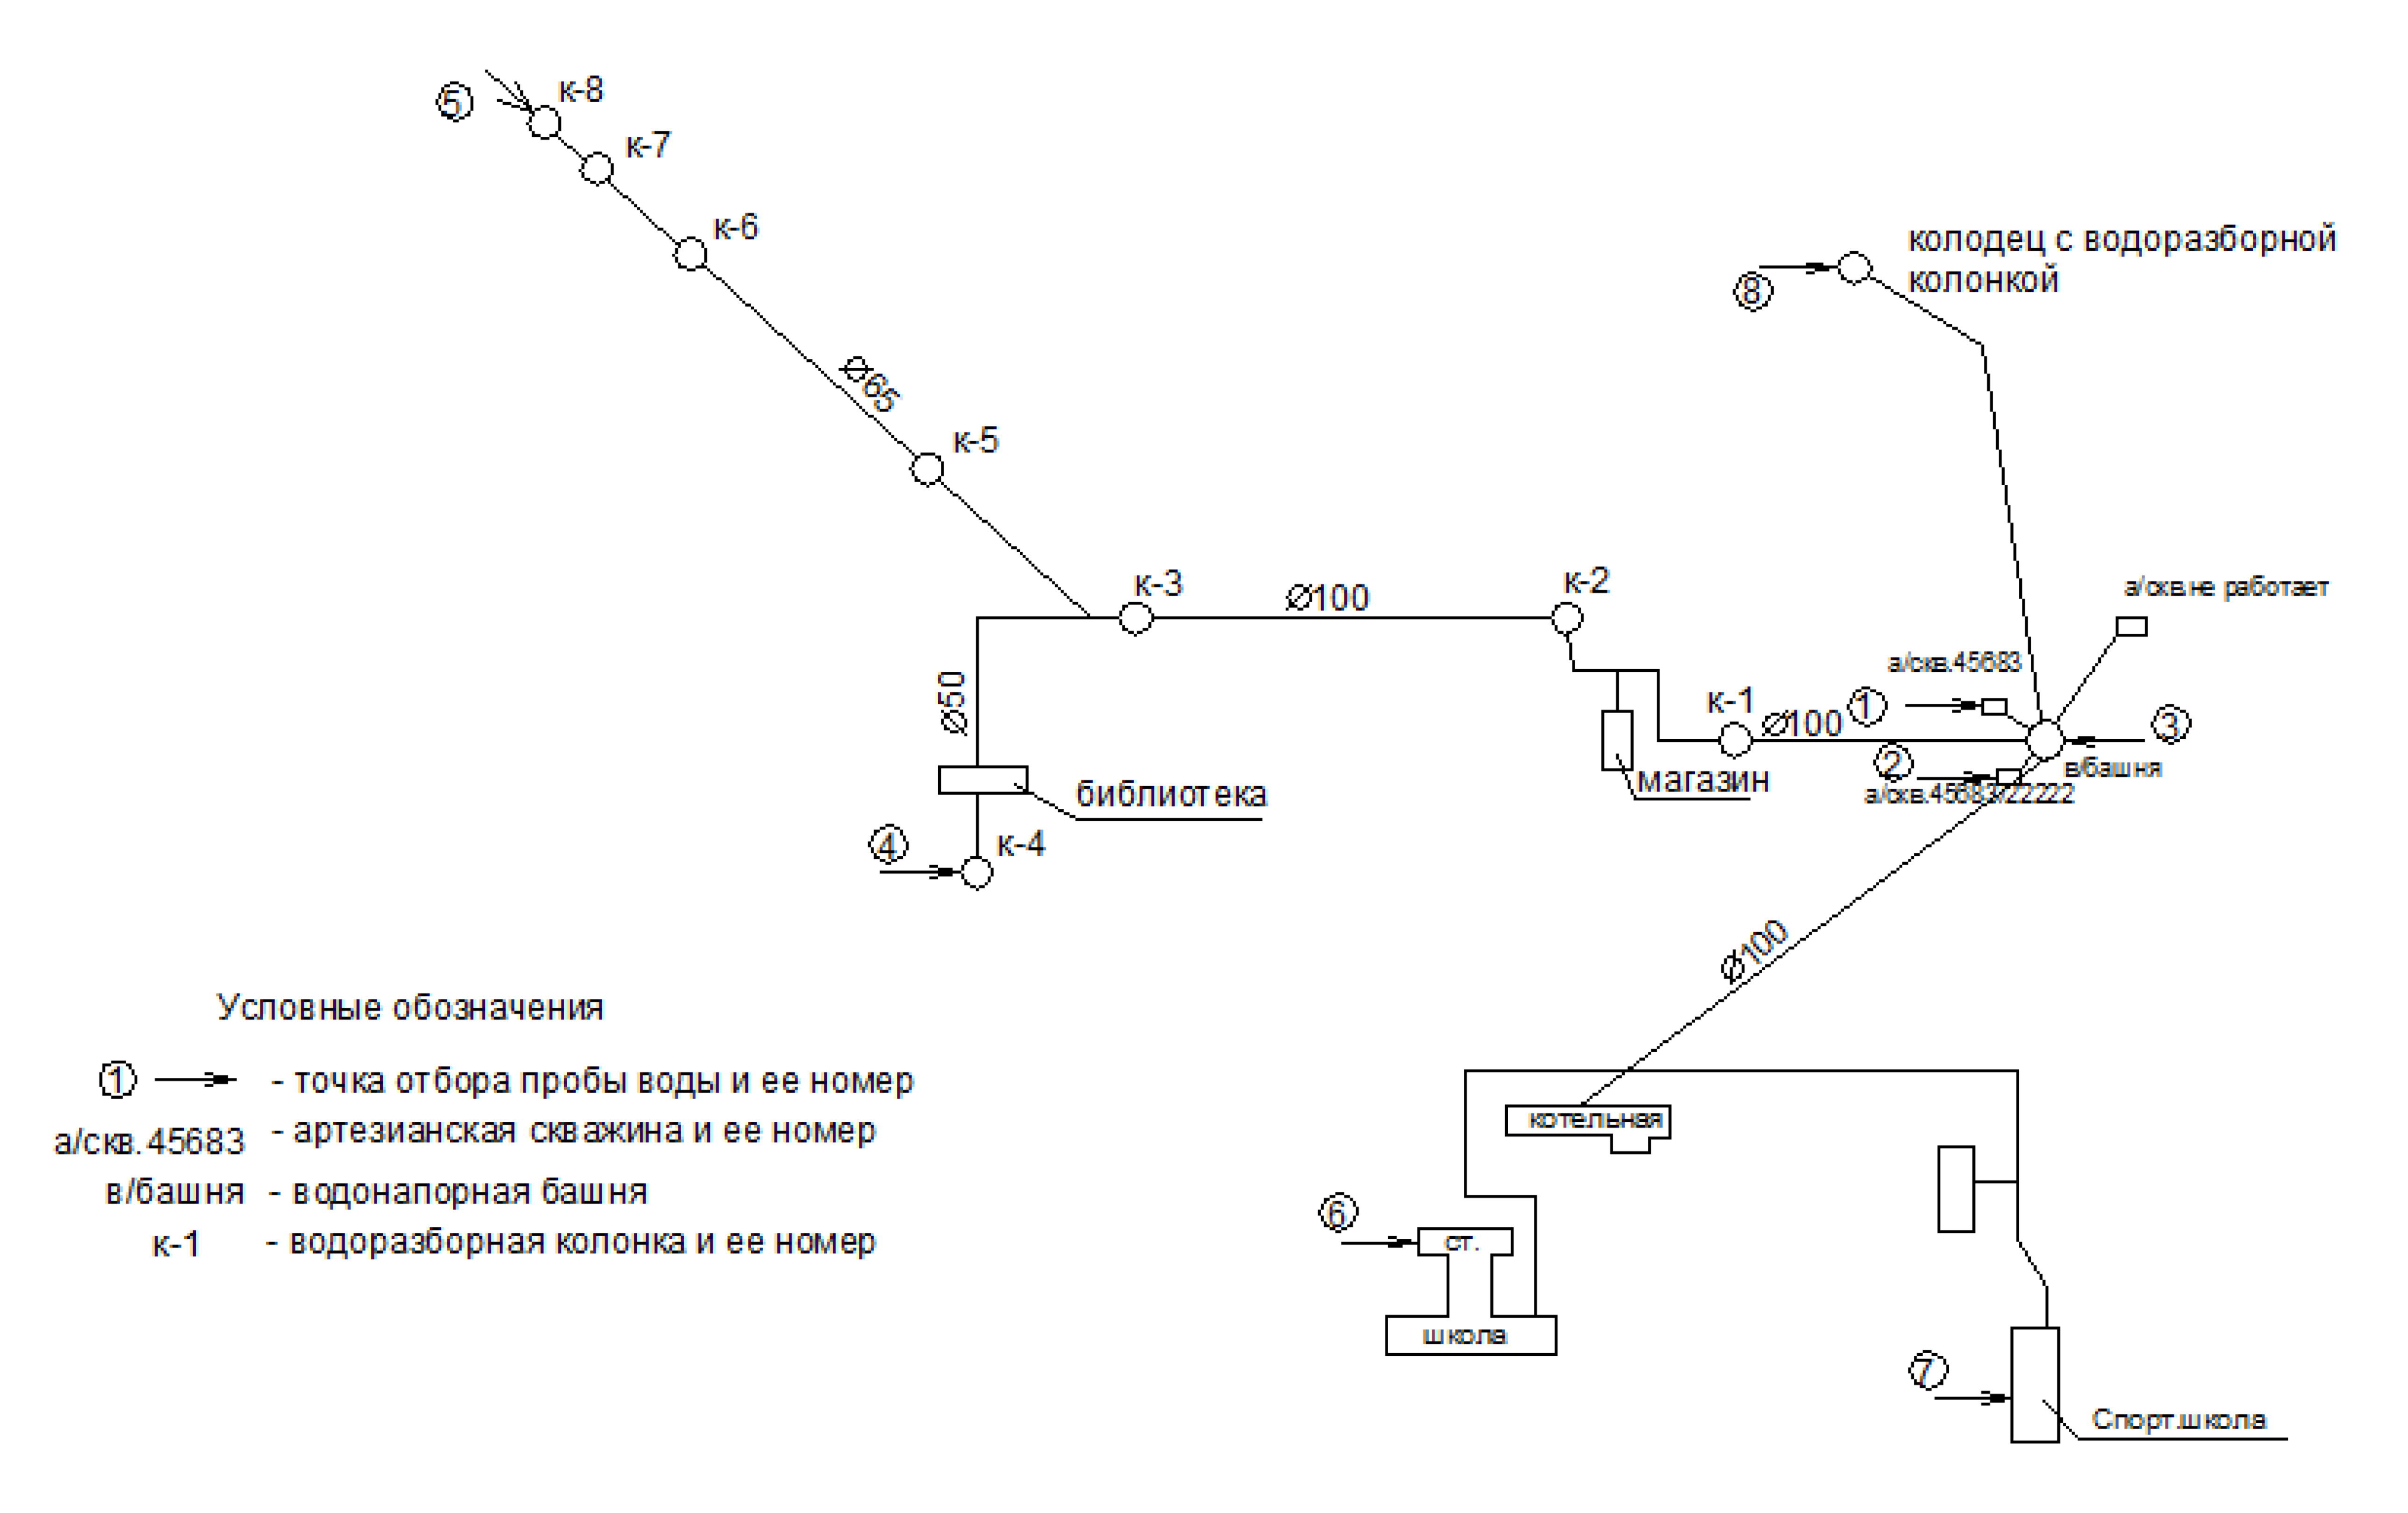 5
к-8
к-7
к-6
колодец с водоразборной
колонкой
8
Ø65
к-5
к-3
Ø100
к-2
а/скв.не работает
а/скв.45683
1
к-1
Ø100
3
Ø50
2
в/башня
магазин
а/скв.45683/22222
библиотека
4
к-4
Ø100
Условные обозначения
1 - точка отбора пробы воды и ее номер
а/скв.45683 - артезианская скважина и ее номер
в/башня - водонапорная башня
к-1 - водоразборная колонка и ее номер
котельная
6
ст.
школа
7
Спорт.школа